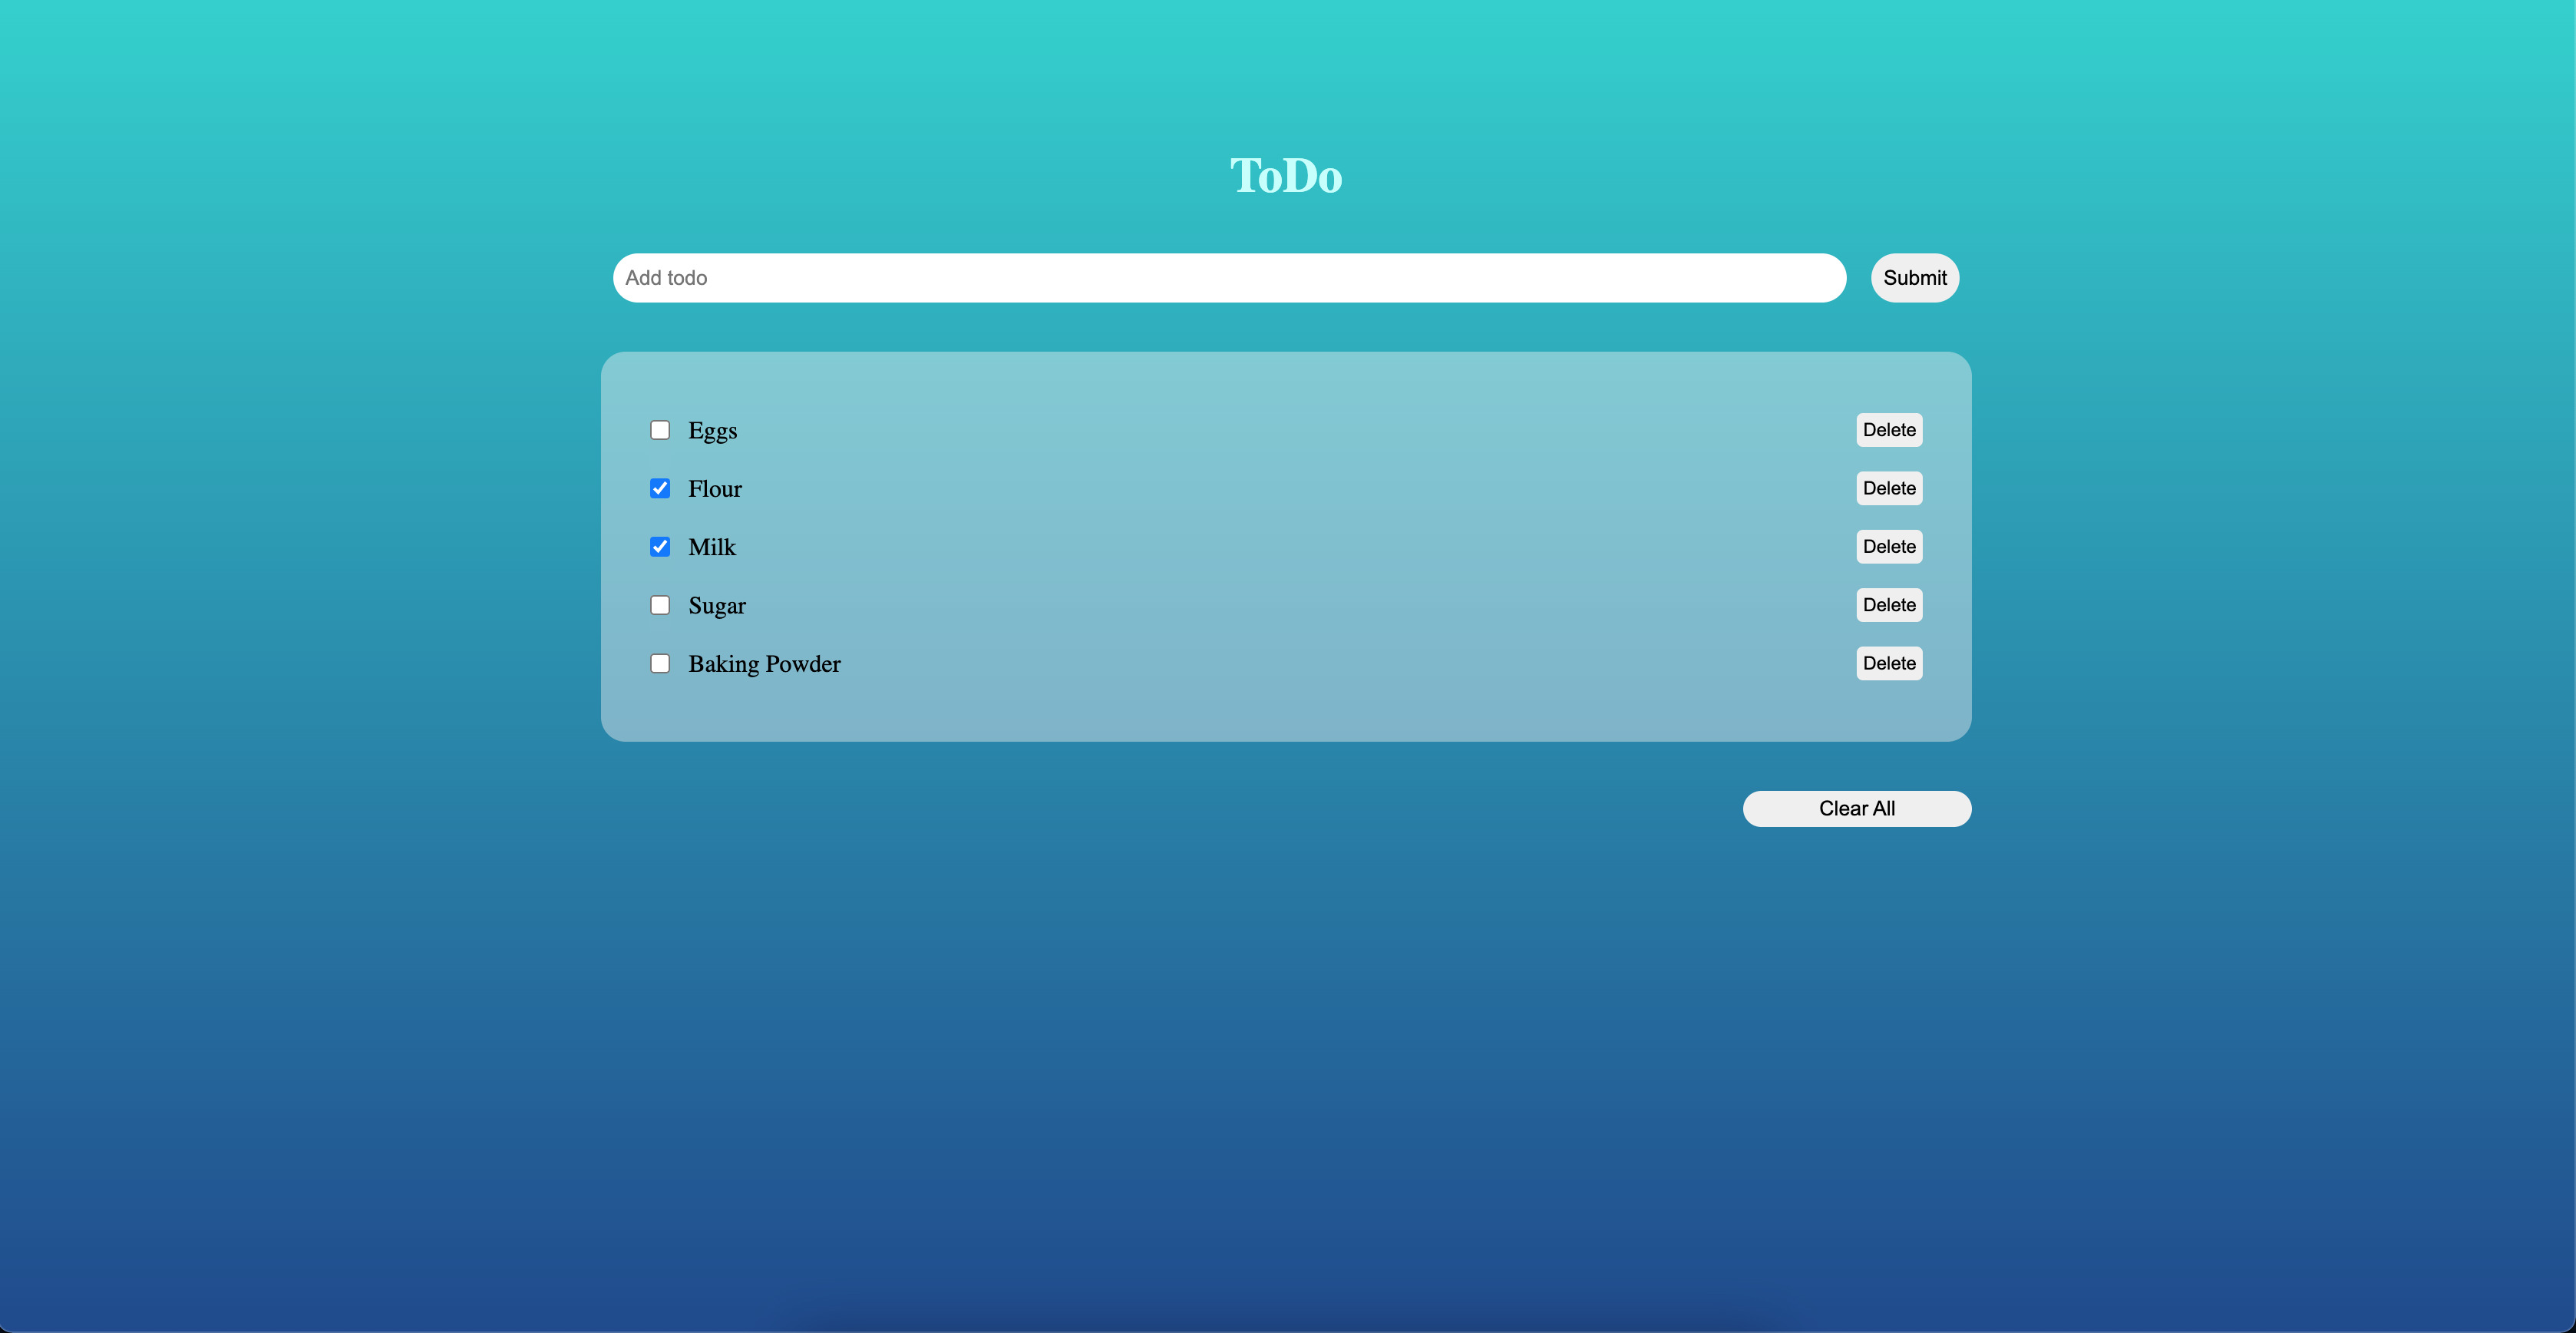 ToDo
Add todo Submit
Eggs Delete
Flour Delete
Milk Delete
Sugar Delete
Baking Powder Delete
Clear All